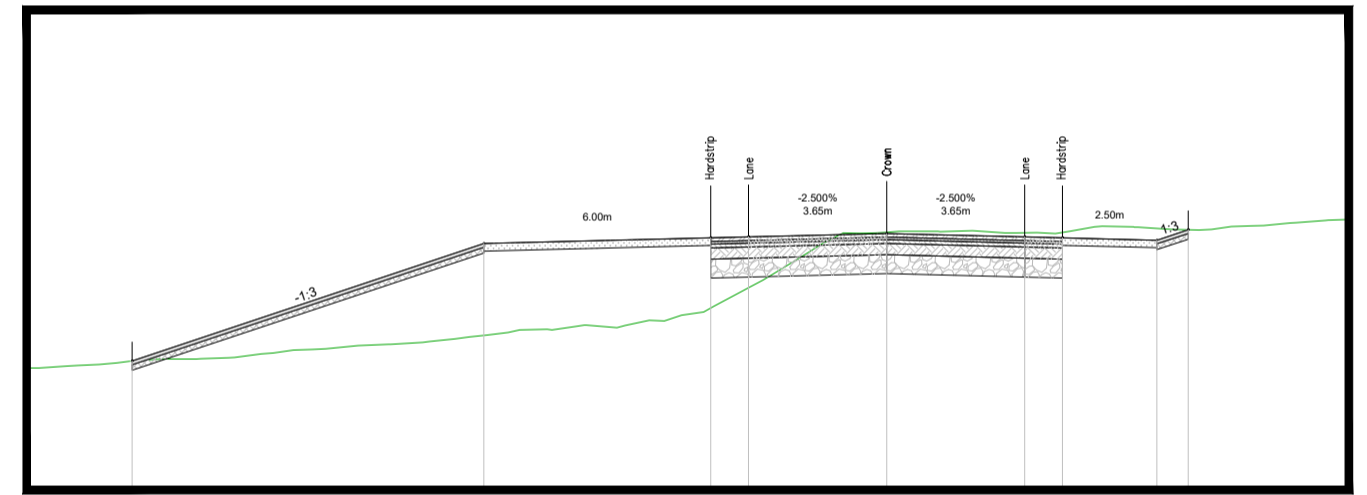 Hardstrip
Lane
Crown
Lane
Hardstrip
-2.500%
3.65m
-2.500%
3.65m
6.00m
2.50m
1:3
-1:3